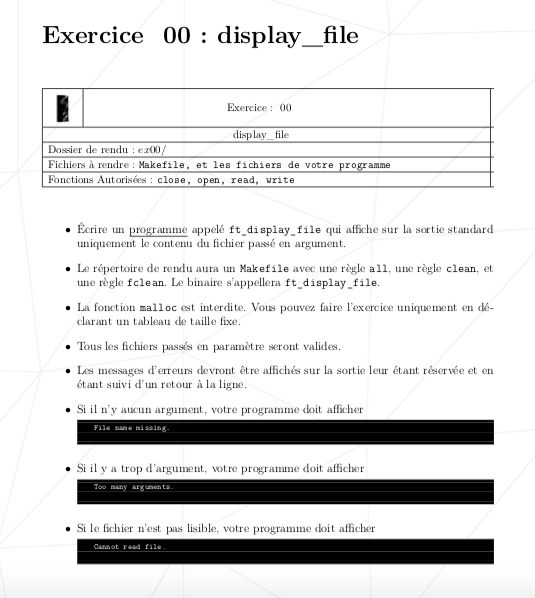 Exercice 00 : display_file
Exercice : 00
display_file
Dossier de rendu : ex00/
Fichiers à rendre : Makefile, et les fichiers de votre programme
Fonctions Autorisées : close, open, read, write
• Écrire un programme appelé ft_display_file qui affiche sur la sortie standard
uniquement le contenu du fichier passé en argument.
• Le répertoire de rendu aura un Makefile avec une règle all, une règle clean, et
une règle fclean. Le binaire s'appellera ft_display_file.
• La fonction malloc est interdite. Vous pouvez faire l'exercice uniquement en dé-
clarant un tableau de taille fixe.
• Tous les fichiers passés en paramètre seront valides.
• Les messages d'erreurs devront être affichés sur la sortie leur étant réservée et en
étant suivi d'un retour à la ligne.
• Si il n'y aucun argument, votre programme doit afficher
File name missing.
• Si il y a trop d'argument, votre programme doit afficher
Too many arguments.
• Si le fichier n'est pas lisible, votre programme doit afficher
Cannot read file.